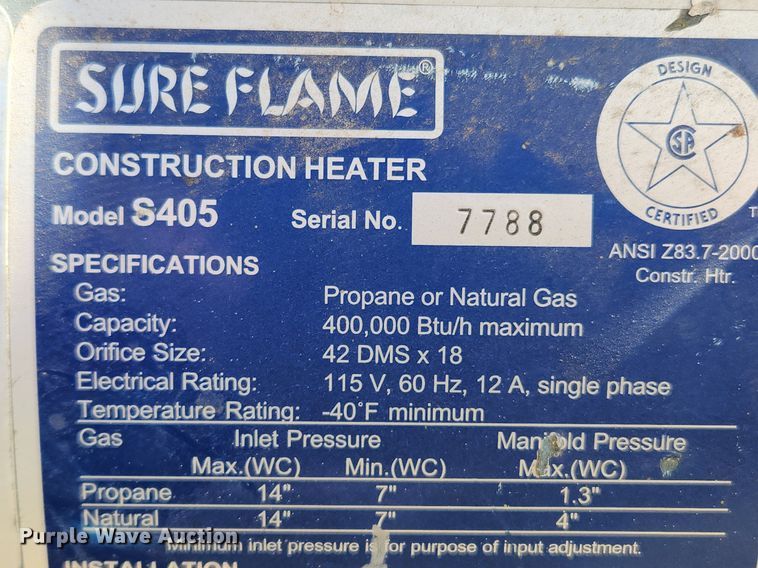 SURE FLAME®
DESIGN
CSA
CERTIFIED
CONSTRUCTION HEATER
Model S405 Serial No. 7788
ANSI Z83.7-2000
Constr. Htr.
SPECIFICATIONS
Gas: Propane or Natural Gas
Capacity: 400,000 Btu/h maximum
Orifice Size: 42 DMS x 18
Electrical Rating: 115 V, 60 Hz, 12 A, single phase
Temperature Rating: -40°F minimum
Gas Inlet Pressure Manifold Pressure
Max.(WC) Min.(WC) Max.(WC)
Propane 14" 7" 1.3"
Natural 14" 7" 4"
Minimum inlet pressure is for purpose of input adjustment.
Purple Wave Auction
INSTALLATION